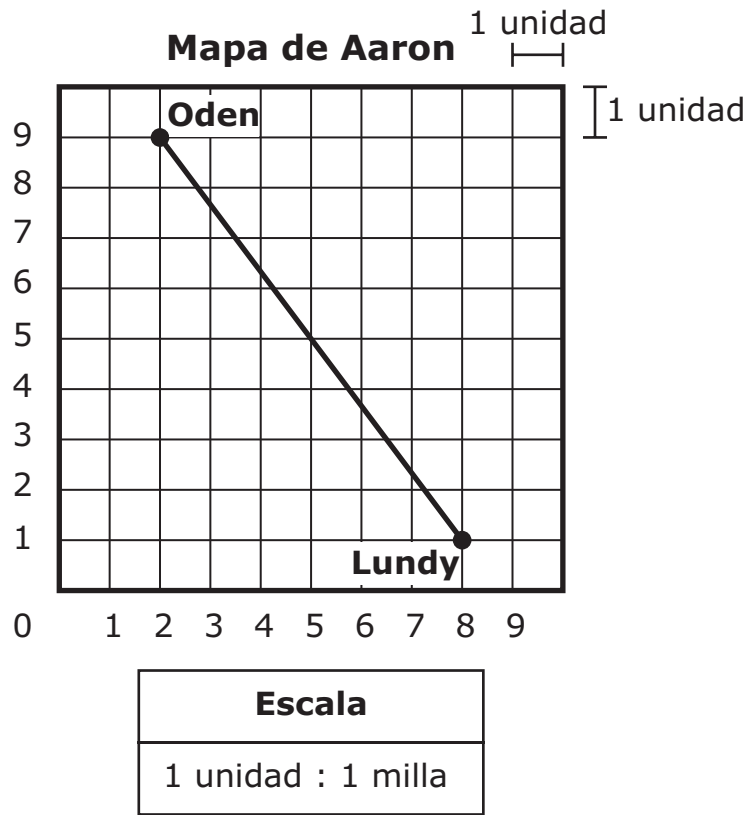 1 unidad
Mapa de Aaron
1 unidad
Oden
9
8
7
6
5
4
3
2
1
Lundy
0 1 2 3 4 5 6 7 8 9
Escala
1 unidad : 1 milla